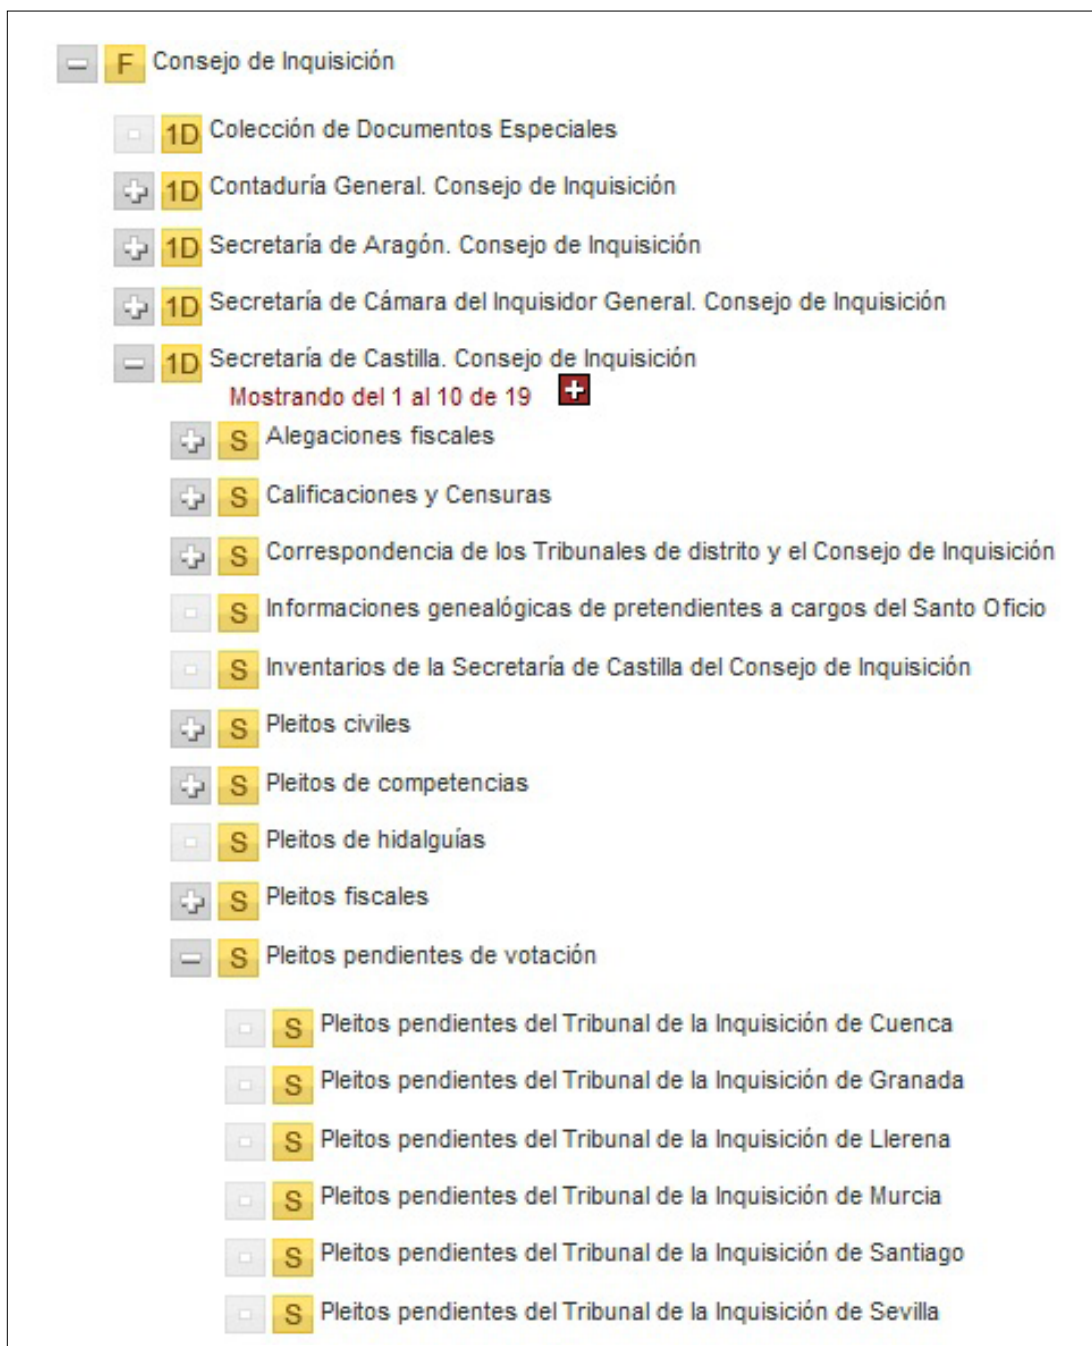 F Consejo de Inquisición
1D Colección de Documentos Especiales
1D Contaduría General. Consejo de Inquisición
1D Secretaría de Aragón. Consejo de Inquisición
1D Secretaría de Cámara del Inquisidor General. Consejo de Inquisición
1D Secretaría de Castilla. Consejo de Inquisición
Mostrando del 1 al 10 de 19
S Alegaciones fiscales
S Calificaciones y Censuras
S Correspondencia de los Tribunales de distrito y el Consejo de Inquisición
S Informaciones genealógicas de pretendientes a cargos del Santo Oficio
S Inventarios de la Secretaría de Castilla del Consejo de Inquisición
S Pleitos civiles
S Pleitos de competencias
S Pleitos de hidalguías
S Pleitos fiscales
S Pleitos pendientes de votación
S Pleitos pendientes del Tribunal de la Inquisición de Cuenca
S Pleitos pendientes del Tribunal de la Inquisición de Granada
S Pleitos pendientes del Tribunal de la Inquisición de Llerena
S Pleitos pendientes del Tribunal de la Inquisición de Murcia
S Pleitos pendientes del Tribunal de la Inquisición de Santiago
S Pleitos pendientes del Tribunal de la Inquisición de Sevilla